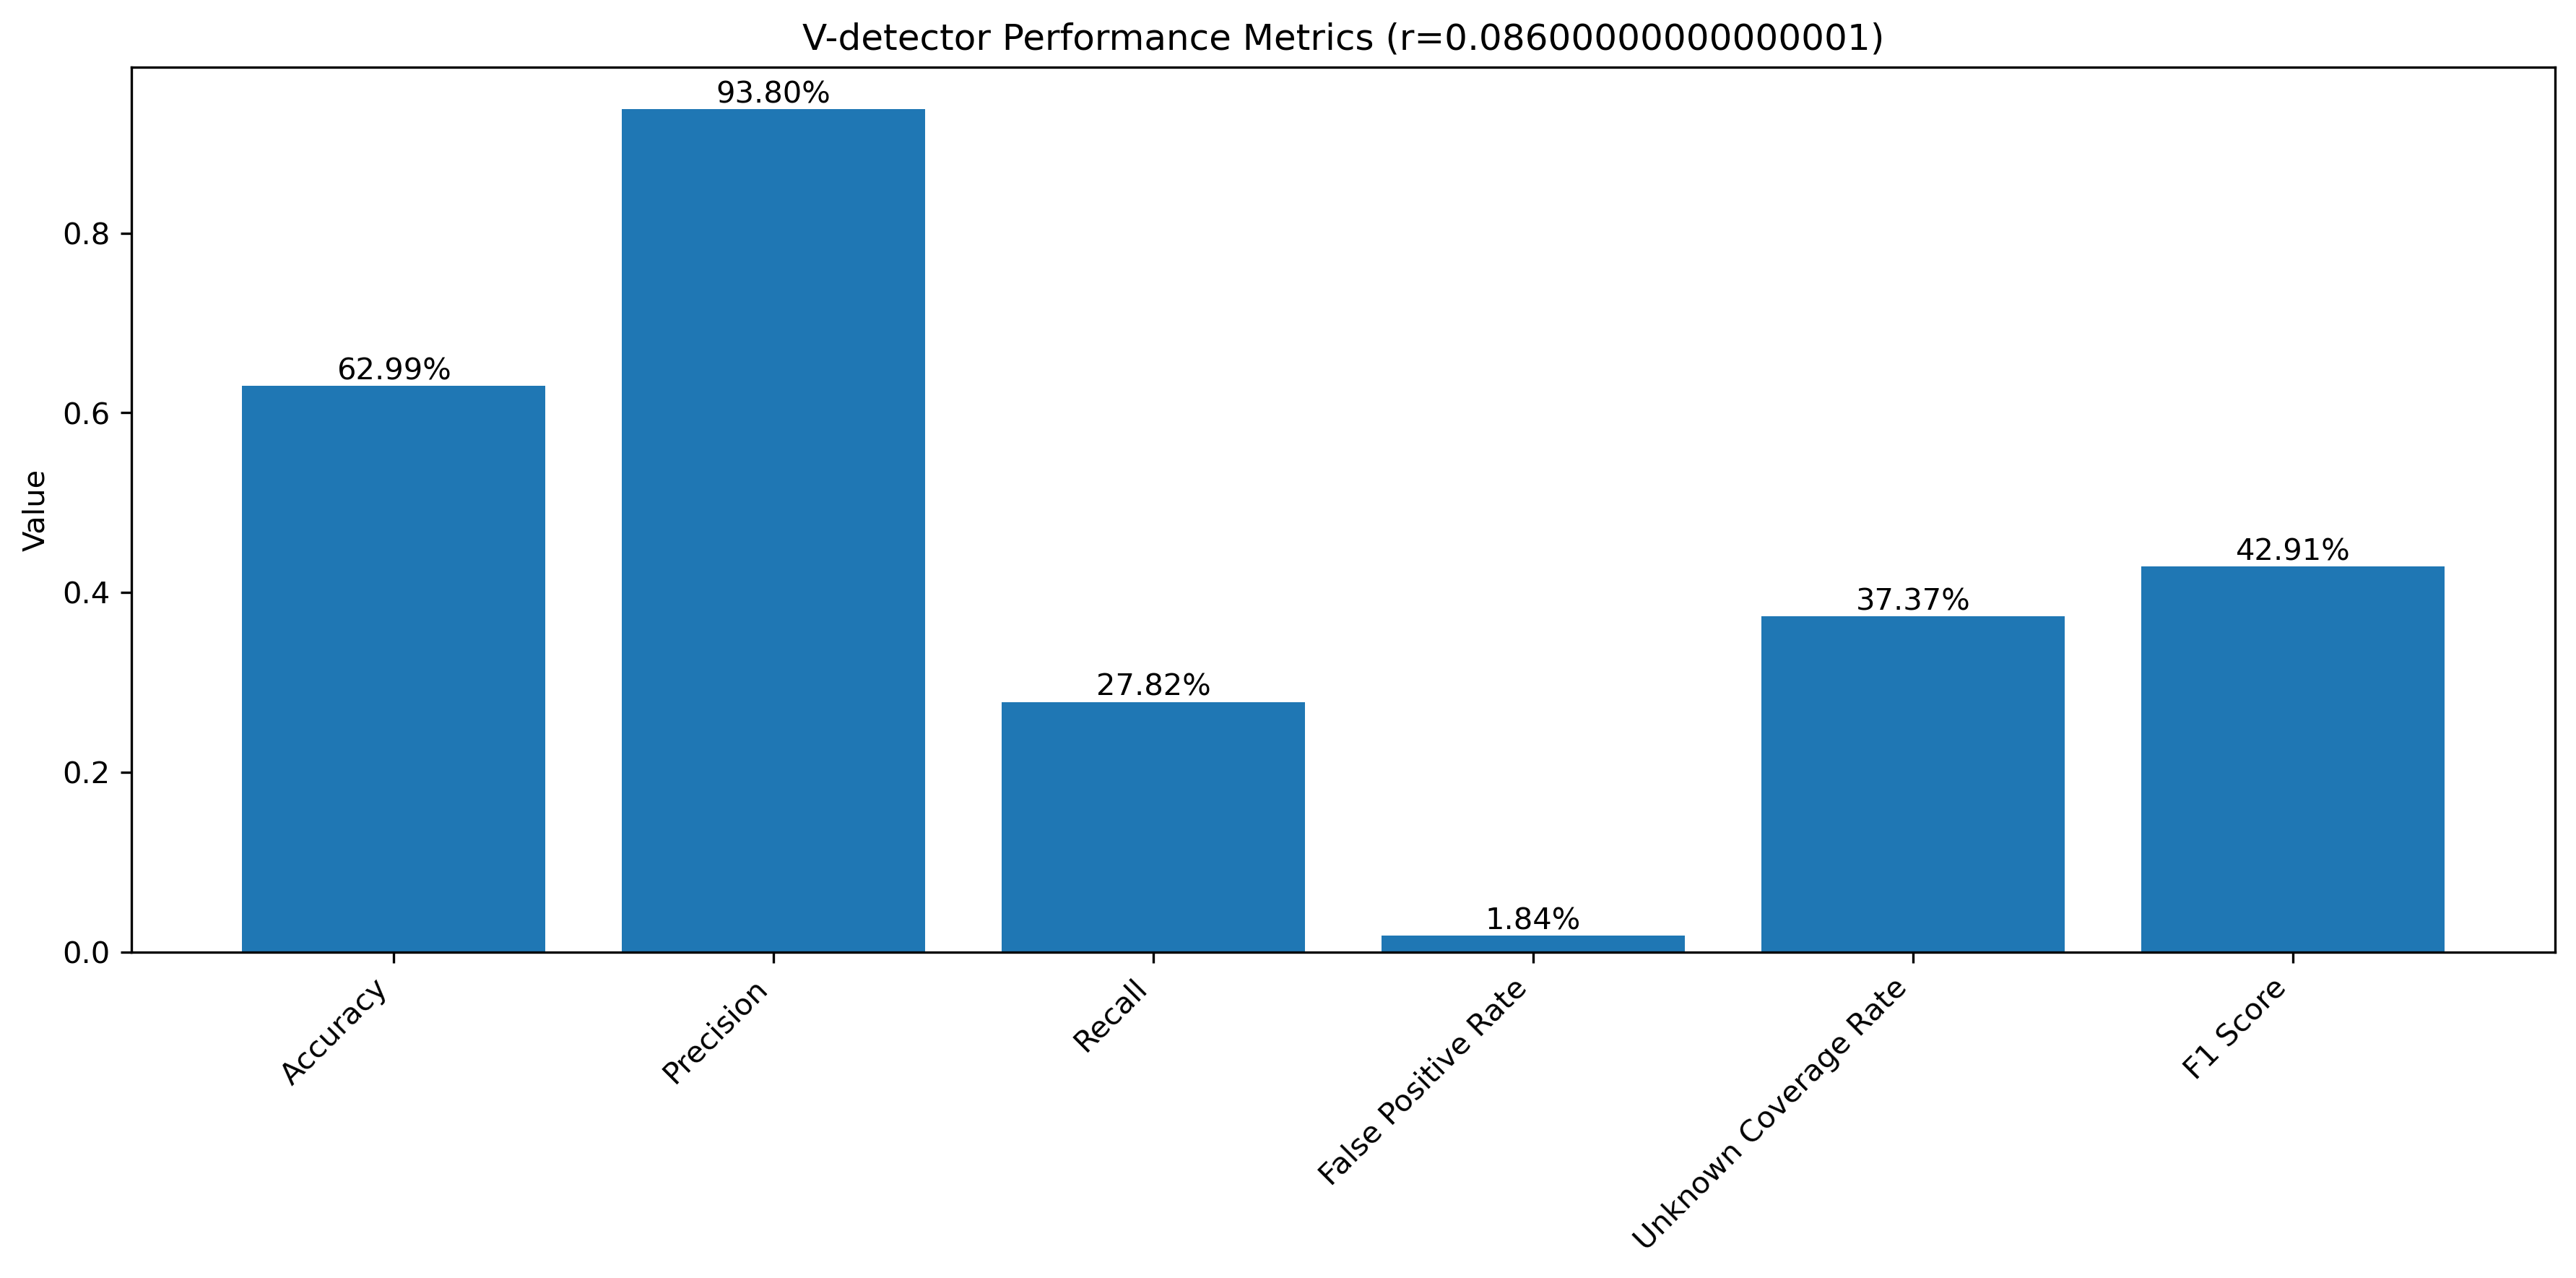 V-detector Performance Metrics (r=0.08600000000000001)
93.80%
62.99%
27.82%
1.84%
37.37%
42.91%
Value
0.8
0.6
0.4
0.2
0.0
Accuracy
Precision
Recall
False Positive Rate
Unknown Coverage Rate
F1 Score